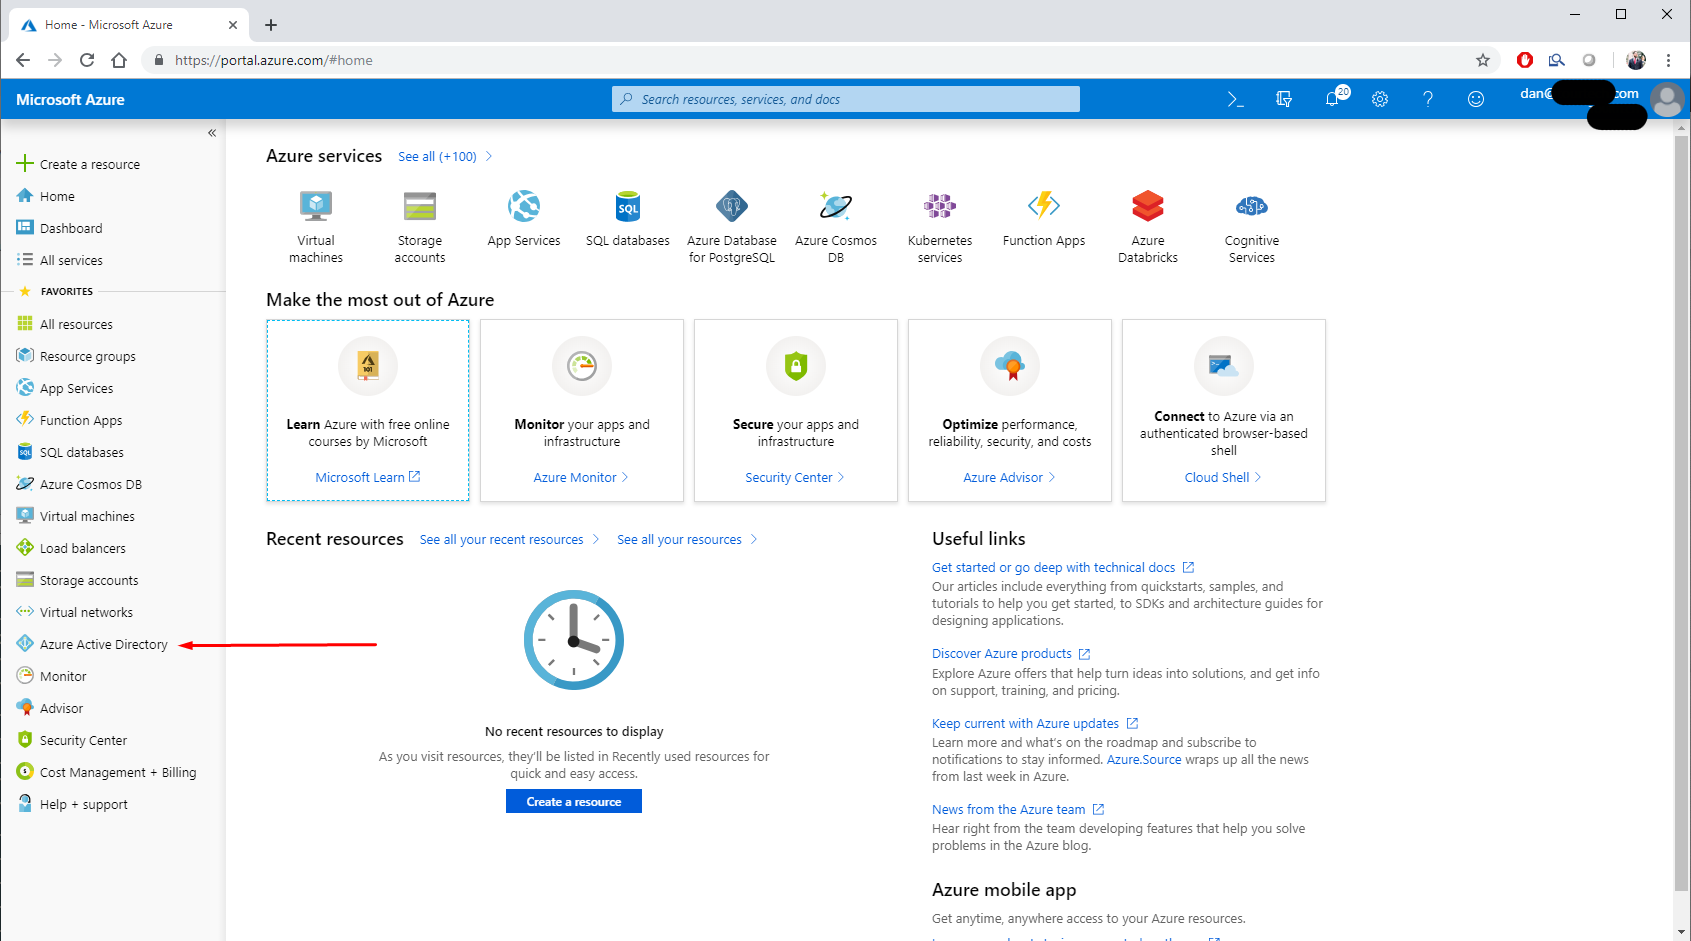 Home - Microsoft Azure
https://portal.azure.com/#home
Microsoft Azure
Search resources, services, and docs
20
dan@
com
Create a resource
Home
Dashboard
All services
FAVORITES
All resources
Resource groups
App Services
Function Apps
SQL databases
Azure Cosmos DB
Virtual machines
Load balancers
Storage accounts
Virtual networks
Azure Active Directory
Monitor
Advisor
Security Center
Cost Management + Billing
Help + support
Azure services
See all (+100)
Virtual
machines
Storage
accounts
App Services
SQL
SQL databases
Azure Database
for PostgreSQL
Azure Cosmos
DB
Kubernetes
services
Function Apps
Azure
Databricks
Cognitive
Services
Make the most out of Azure
101
Learn Azure with free online
courses by Microsoft
Microsoft Learn
Monitor your apps and
infrastructure
Azure Monitor
Secure your apps and
infrastructure
Security Center
Optimize performance,
reliability, security, and costs
Azure Advisor
Connect to Azure via an
authenticated browser-based
shell
Cloud Shell
Recent resources
See all your recent resources
See all your resources
No recent resources to display
As you visit resources, they'll be listed in Recently used resources for
quick and easy access.
Create a resource
Useful links
Get started or go deep with technical docs
Our articles include everything from quickstarts, samples, and
tutorials to help you get started, to SDKs and architecture guides for
designing applications.
Discover Azure products
Explore Azure offers that help turn ideas into solutions, and get info
on support, training, and pricing.
Keep current with Azure updates
Learn more and what's on the roadmap and subscribe to
notifications to stay informed. Azure.Source wraps up all the news
from last week in Azure.
News from the Azure team
Hear right from the team developing features that help you solve
problems in the Azure blog.
Azure mobile app
Get anytime, anywhere access to your Azure resources.